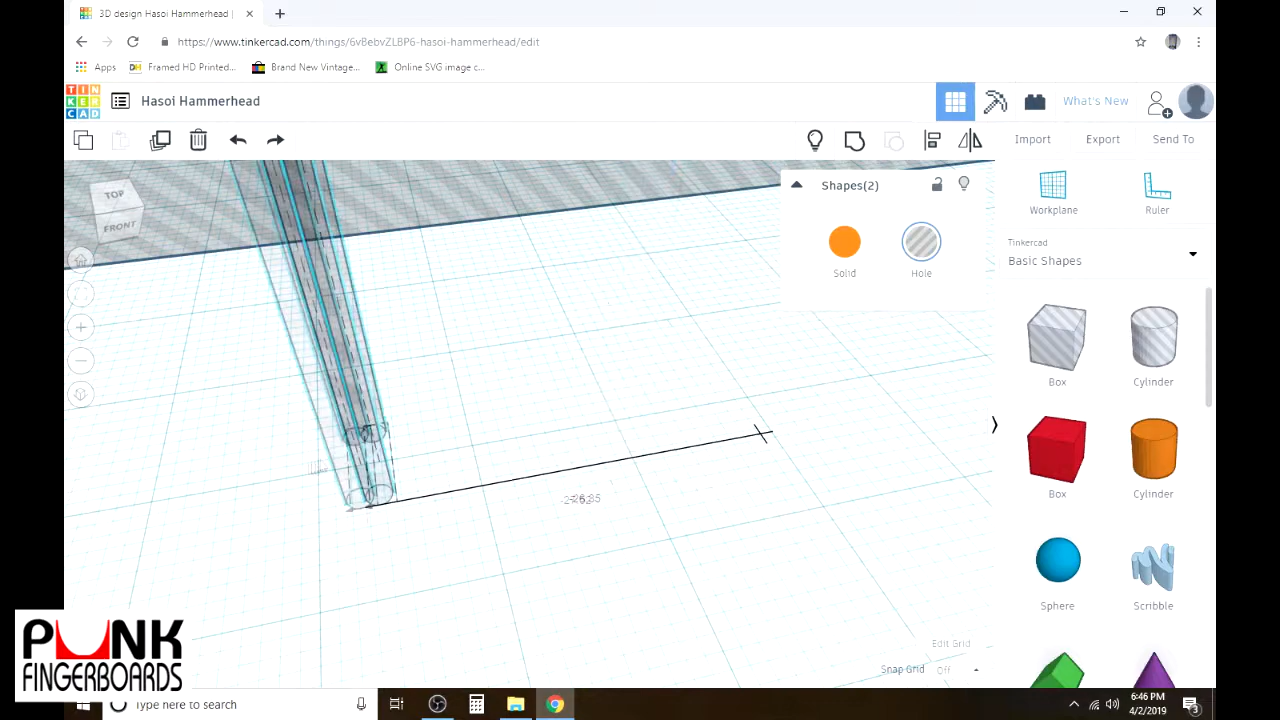 3D design Hasoi Hammerhead |
https://www.tinkercad.com/things/6v8ebvZLBP6-hasoi-hammerhead/edit
Apps
Framed HD Printed...
Brand New Vintage...
Online SVG image c...
TIN
KER
CAD
Hasoi Hammerhead
What's New
Import
Export
Send To
TOP
FRONT
Shapes(2)
Solid
Hole
Workplane
Ruler
Tinkercad
Basic Shapes
Box
Cylinder
Box
Cylinder
Sphere
Scribble
Edit Grid
Snap Grid
Off
PUNK
FINGERBOARDS
Type here to search
6:46 PM
4/2/2019
3